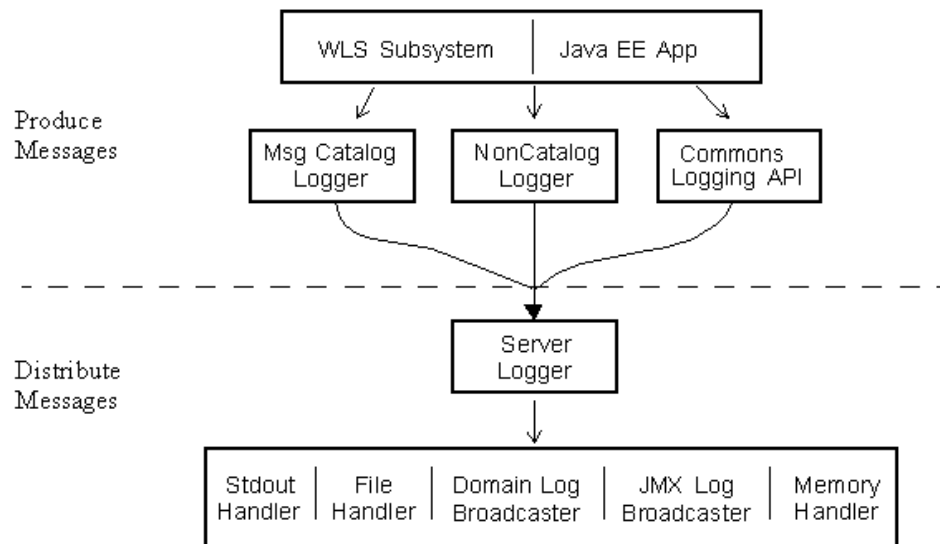 WLS Subsystem
Java EE App
Produce
Messages
Msg Catalog
Logger
NonCatalog
Logger
Commons
Logging API
Server
Logger
Distribute
Messages
Stdout
Handler
File
Handler
Domain Log
Broadcaster
JMX Log
Broadcaster
Memory
Handler